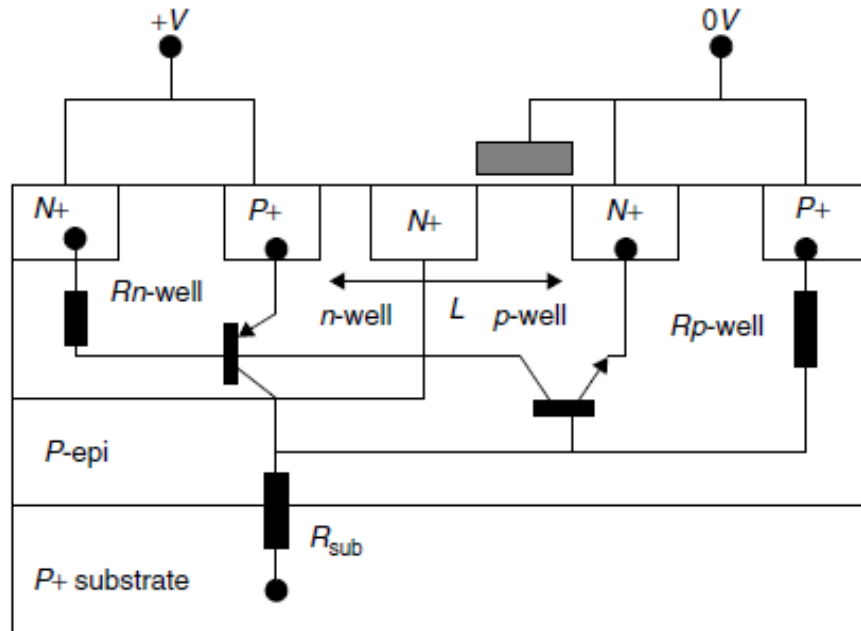 +V
0V
N+
P+
N+
N+
P+
Rn-well
n-well
L
p-well
Rp-well
P-epi
Rsub
P+ substrate